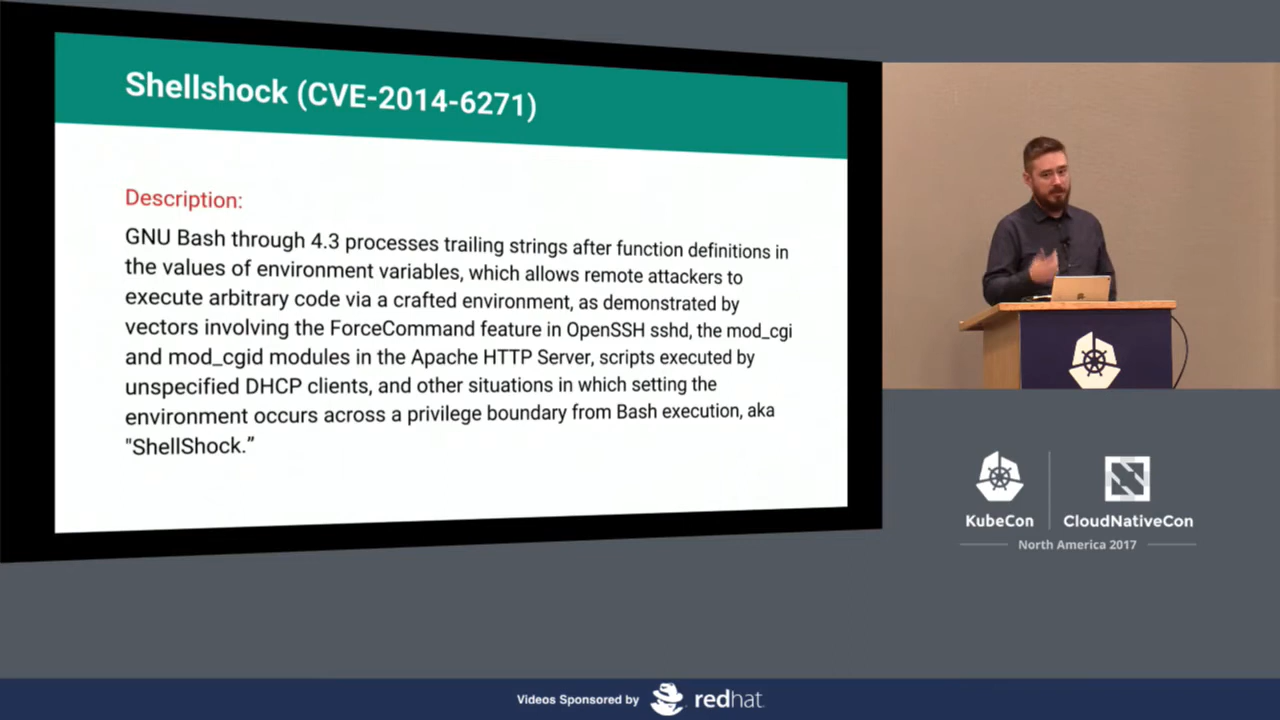 Shellshock (CVE-2014-6271)
Description:
GNU Bash through 4.3 processes trailing strings after function definitions in
the values of environment variables, which allows remote attackers to
execute arbitrary code via a crafted environment, as demonstrated by
vectors involving the ForceCommand feature in OpenSSH sshd, the mod_cgi
and mod_cgid modules in the Apache HTTP Server, scripts executed by
unspecified DHCP clients, and other situations in which setting the
environment occurs across a privilege boundary from Bash execution, aka
"ShellShock.”
KubeCon
CloudNativeCon
North America 2017
Videos Sponsored by
redhat